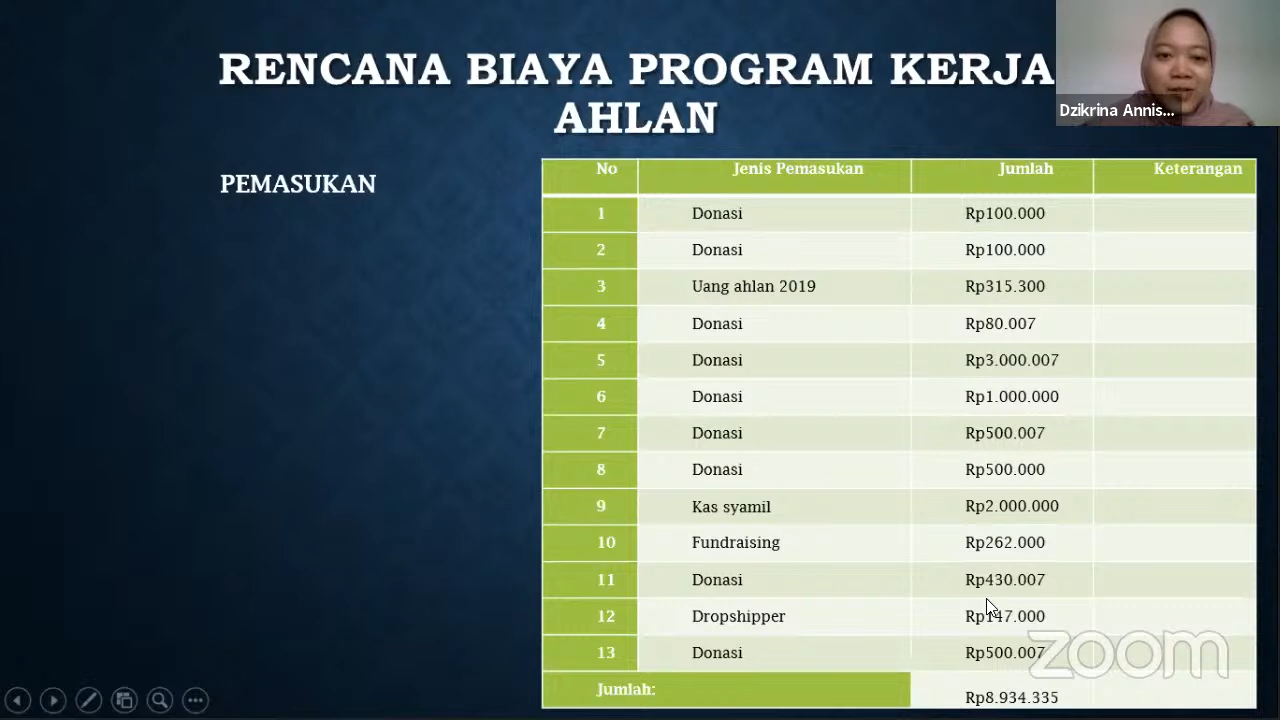 RENCANA BIAYA PROGRAM KERJA
AHLAN
Dzikrina Annis...
PEMASUKAN
No Jenis Pemasukan Jumlah Keterangan
1 Donasi Rp100.000
2 Donasi Rp100.000
3 Uang ahlan 2019 Rp315.300
4 Donasi Rp80.007
5 Donasi Rp3.000.007
6 Donasi Rp1.000.000
7 Donasi Rp500.007
8 Donasi Rp500.000
9 Kas syamil Rp2.000.000
10 Fundraising Rp262.000
11 Donasi Rp430.007
12 Dropshipper Rp147.000
13 Donasi Rp500.007
Jumlah: Rp8.934.335
zoom